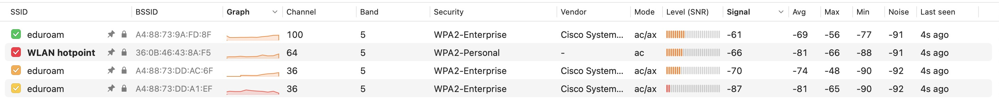 SSID BSSID Graph Channel Band Security Vendor Mode Level (SNR) Signal Avg Max Min Noise Last seen
eduroam A4:88:73:9A:FD:8F 100 5 WPA2-Enterprise Cisco System... ac/ax -61 -69 -56 -77 -91 4s ago
WLAN hotpoint 36:0B:46:43:8A:F5 64 5 WPA2-Personal - ac -66 -81 -66 -88 -91 4s ago
eduroam A4:88:73:DD:AC:6F 36 5 WPA2-Enterprise Cisco System... ac/ax -70 -74 -48 -90 -92 4s ago
eduroam A4:88:73:DD:A1:EF 36 5 WPA2-Enterprise Cisco System... ac/ax -87 -81 -65 -90 -92 4s ago